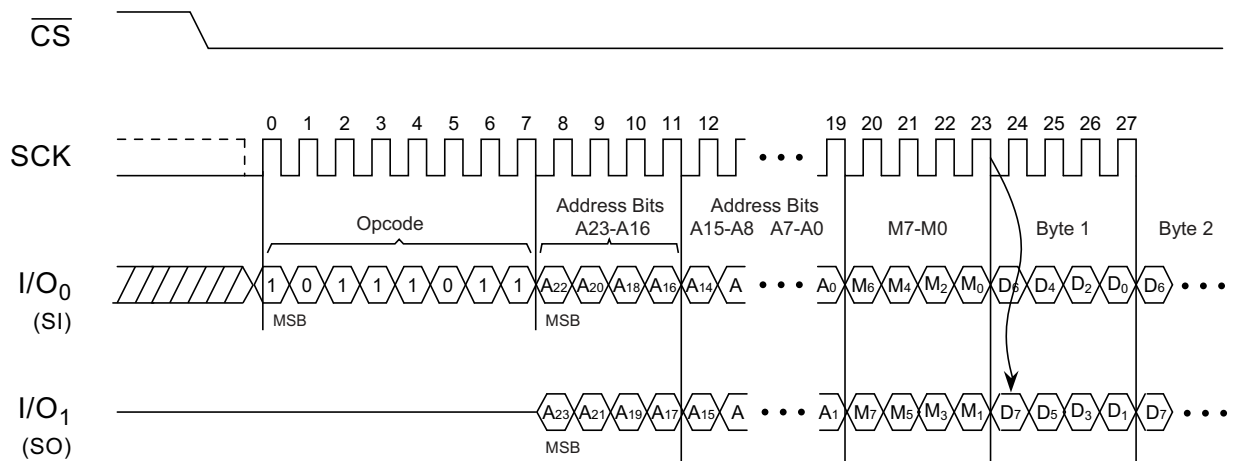 CS
0 1 2 3 4 5 6 7 8 9 10 11 12 19 20 21 22 23 24 25 26 27
SCK
• • •
Opcode
Address Bits
A23-A16
Address Bits
A15-A8 A7-A0
M7-M0
Byte 1
Byte 2
I/O0
(SI)
1 0 1 1 1 0 1 1 A22 A20 A18 A16 A14 A • • • A0 M6 M4 M2 M0 D6 D4 D2 D0 D6 • • •
MSB MSB
I/O1
(SO)
A23 A21 A19 A17 A15 A • • • A1 M7 M5 M3 M1 D7 D5 D3 D1 D7 • • •
MSB